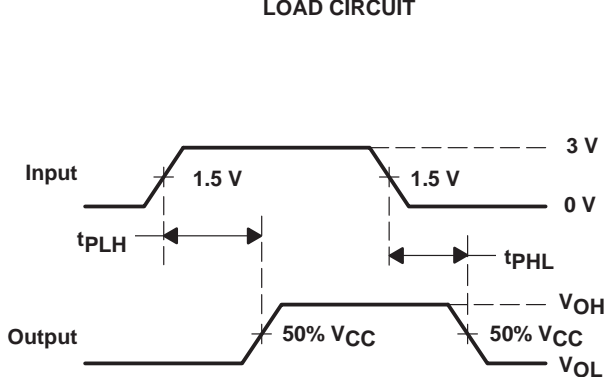 LOAD CIRCUIT
3 V
Input
1.5 V
1.5 V
0 V
tPLH
tPHL
VOH
Output
50% VCC
50% VCC
VOL